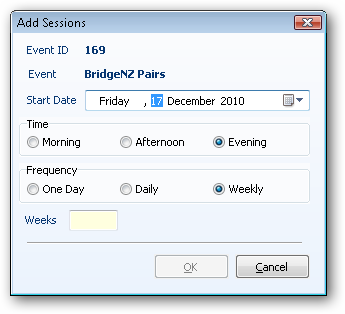 Add Sessions
Event ID 169
Event BridgeNZ Pairs
Start Date Friday , 17 December 2010
Time
Morning Afternoon Evening
Frequency
One Day Daily Weekly
Weeks
OK Cancel